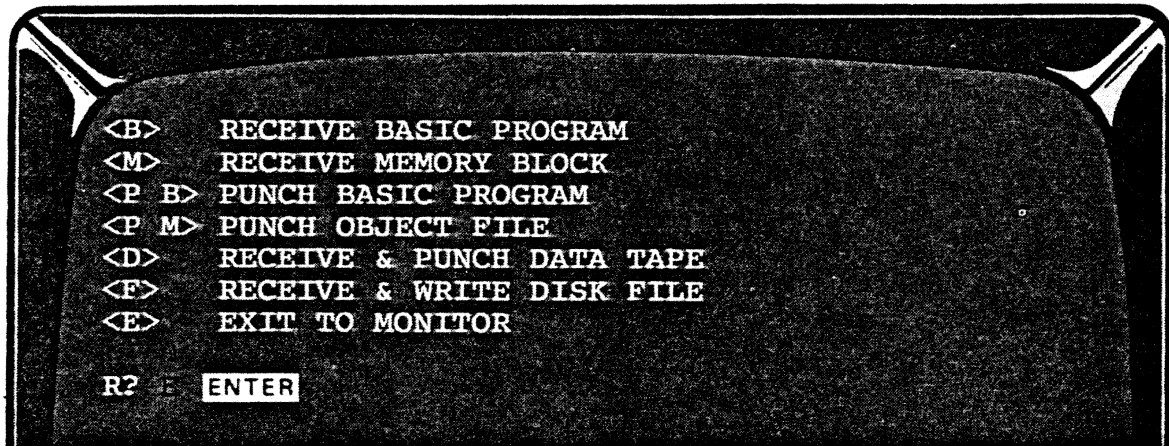 <B> RECEIVE BASIC PROGRAM
<M> RECEIVE MEMORY BLOCK
<P B> PUNCH BASIC PROGRAM
<P M> PUNCH OBJECT FILE
<D> RECEIVE & PUNCH DATA TAPE
<F> RECEIVE & WRITE DISK FILE
<E> EXIT TO MONITOR
R? E ENTER